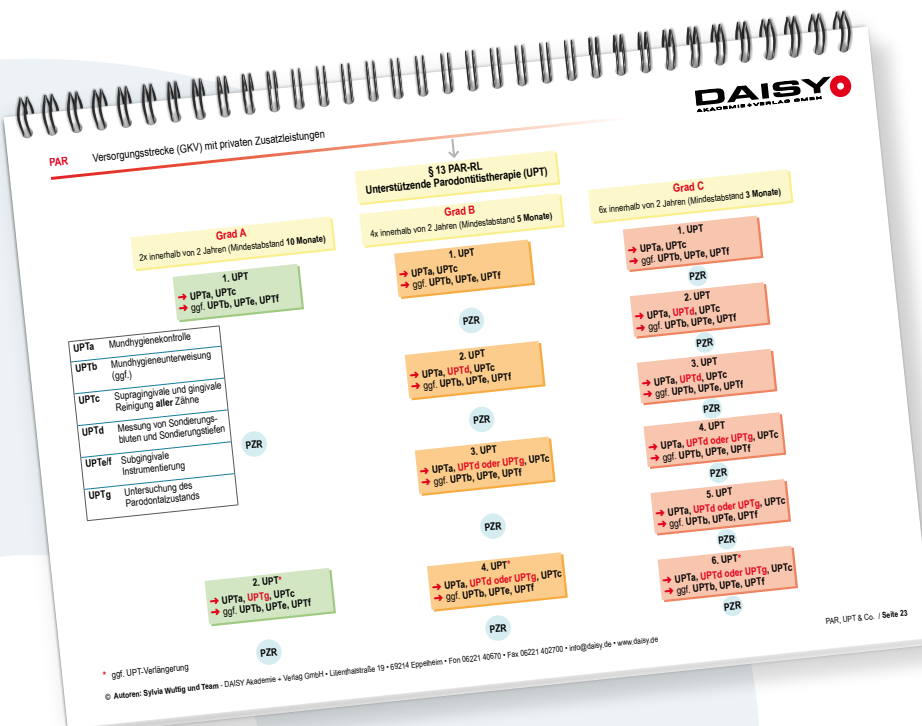 DAISY
AKADEMIE+VERLAG GMBH
PAR Versorgungsstrecke (GKV) mit privaten Zusatzleistungen
§ 13 PAR-RL
Unterstützende Parodontitistherapie (UPT)
Grad A
2x innerhalb von 2 Jahren (Mindestabstand 10 Monate)
1. UPT
➜ UPTa, UPTc
➜ ggf. UPTb, UPTe, UPTf
UPTa Mundhygienekontrolle
UPTb Mundhygieneunterweisung
(ggf.)
UPTc Supragingivale und gingivale
Reinigung aller Zähne
UPTd Messung von Sondierungs-
bluten und Sondierungstiefen
UPTe/f Subgingivale
Instrumentierung
UPTg Untersuchung des
Parodontalzustands
PZR
2. UPT*
➜ UPTa, UPTg, UPTc
➜ ggf. UPTb, UPTe, UPTf
PZR
Grad B
4x innerhalb von 2 Jahren (Mindestabstand 5 Monate)
1. UPT
➜ UPTa, UPTc
➜ ggf. UPTb, UPTe, UPTf
PZR
2. UPT
➜ UPTa, UPTd, UPTc
➜ ggf. UPTb, UPTe, UPTf
PZR
3. UPT
➜ UPTa, UPTd oder UPTg, UPTc
➜ ggf. UPTb, UPTe, UPTf
PZR
4. UPT*
➜ UPTa, UPTd oder UPTg, UPTc
➜ ggf. UPTb, UPTe, UPTf
PZR
Grad C
6x innerhalb von 2 Jahren (Mindestabstand 3 Monate)
1. UPT
➜ UPTa, UPTc
➜ ggf. UPTb, UPTe, UPTf
PZR
2. UPT
➜ UPTa, UPTd, UPTc
➜ ggf. UPTb, UPTe, UPTf
PZR
3. UPT
➜ UPTa, UPTd, UPTc
➜ ggf. UPTb, UPTe, UPTf
PZR
4. UPT
➜ UPTa, UPTd oder UPTg, UPTc
➜ ggf. UPTb, UPTe, UPTf
PZR
5. UPT
➜ UPTa, UPTd oder UPTg, UPTc
➜ ggf. UPTb, UPTe, UPTf
PZR
6. UPT*
➜ UPTa, UPTd oder UPTg, UPTc
➜ ggf. UPTb, UPTe, UPTf
PZR
* ggf. UPT-Verlängerung
© Autoren: Sylvia Wuttig und Team - DAISY Akademie + Verlag GmbH • Lilienthalstraße 19 • 69214 Eppelheim • Fon 06221 40670 • Fax 06221 402700 • info@daisy.de • www.daisy.de
PAR, UPT & Co. / Seite 23